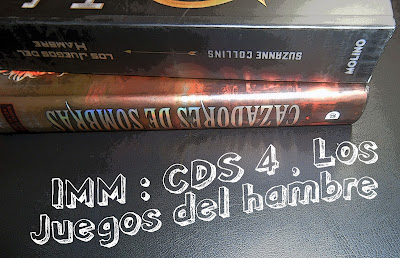 LOS JUEGOS DEL
HAMBRE
SUZANNE COLLINS
MOLINO
CAZADORES DE SOMBRAS
IMM : CDS 4 , Los
Juegos del hambre